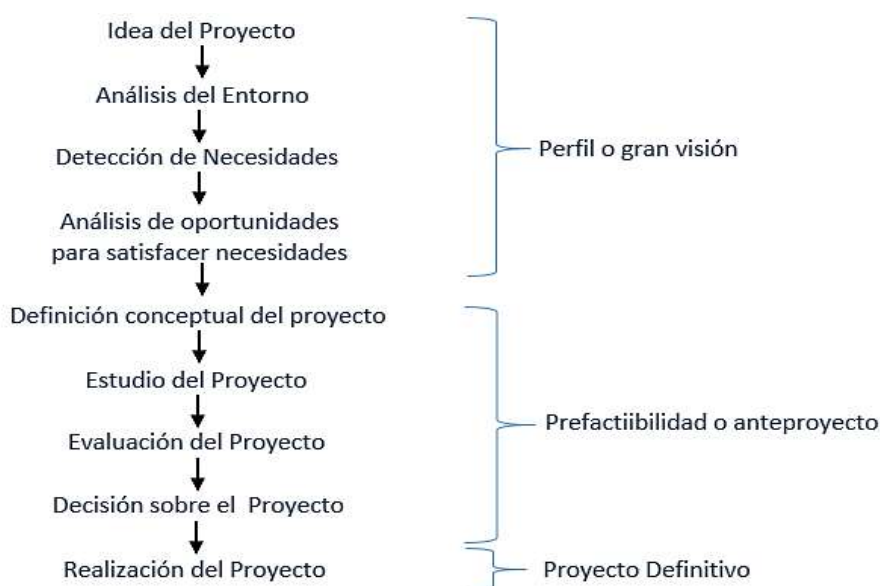 Idea del Proyecto
Análisis del Entorno
Detección de Necesidades
Análisis de oportunidades
para satisfacer necesidades
Perfil o gran visión
Definición conceptual del proyecto
Estudio del Proyecto
Evaluación del Proyecto
Decisión sobre el Proyecto
Prefactiibilidad o anteproyecto
Realización del Proyecto
Proyecto Definitivo